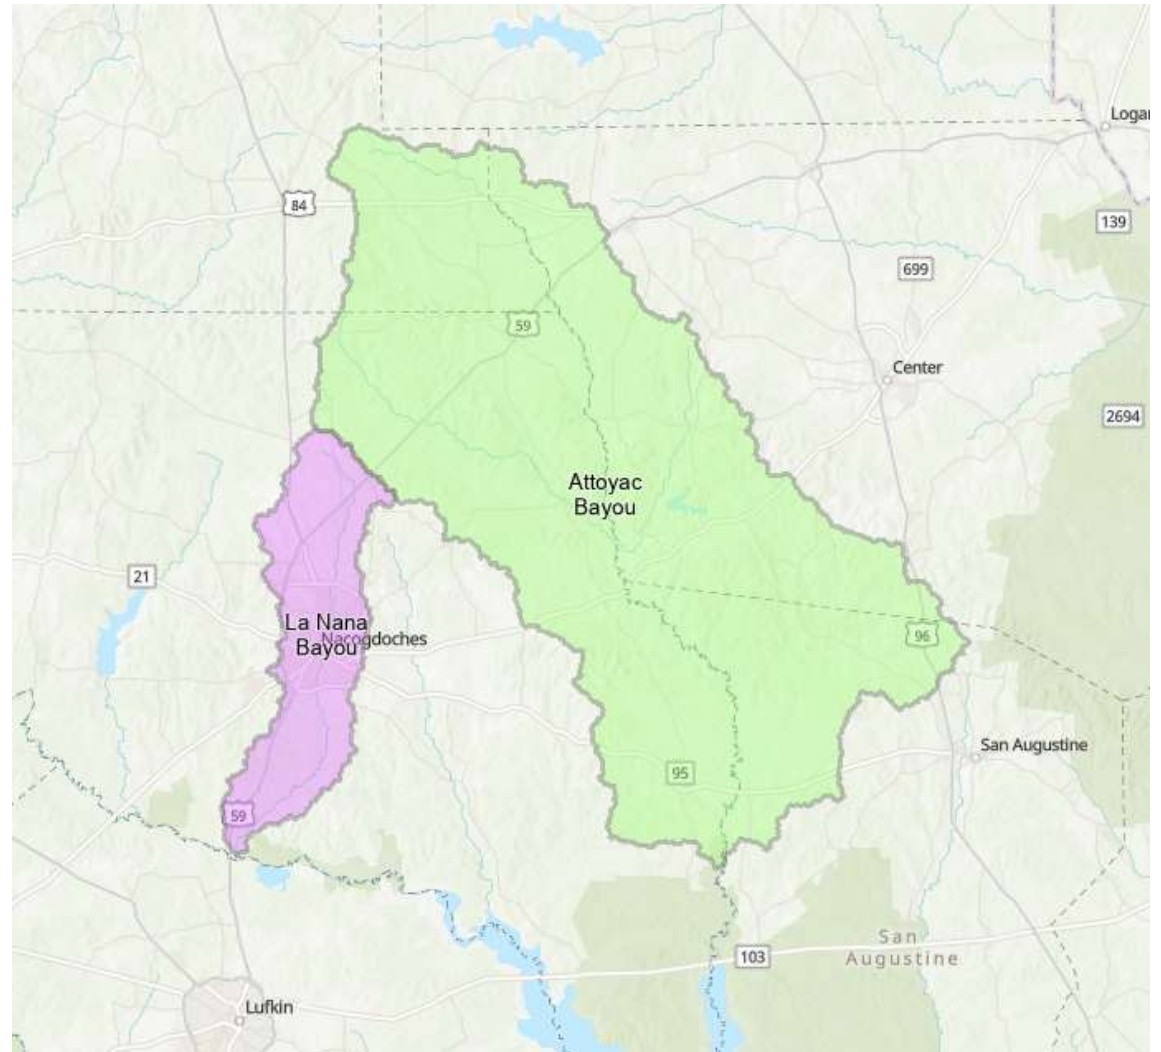 Logan
84
139
699
59
Center
2694
Attoyac
Bayou
21
La Nana
Bayou
Nacogdoches
96
San Augustine
95
59
San
Augustine
103
Lufkin